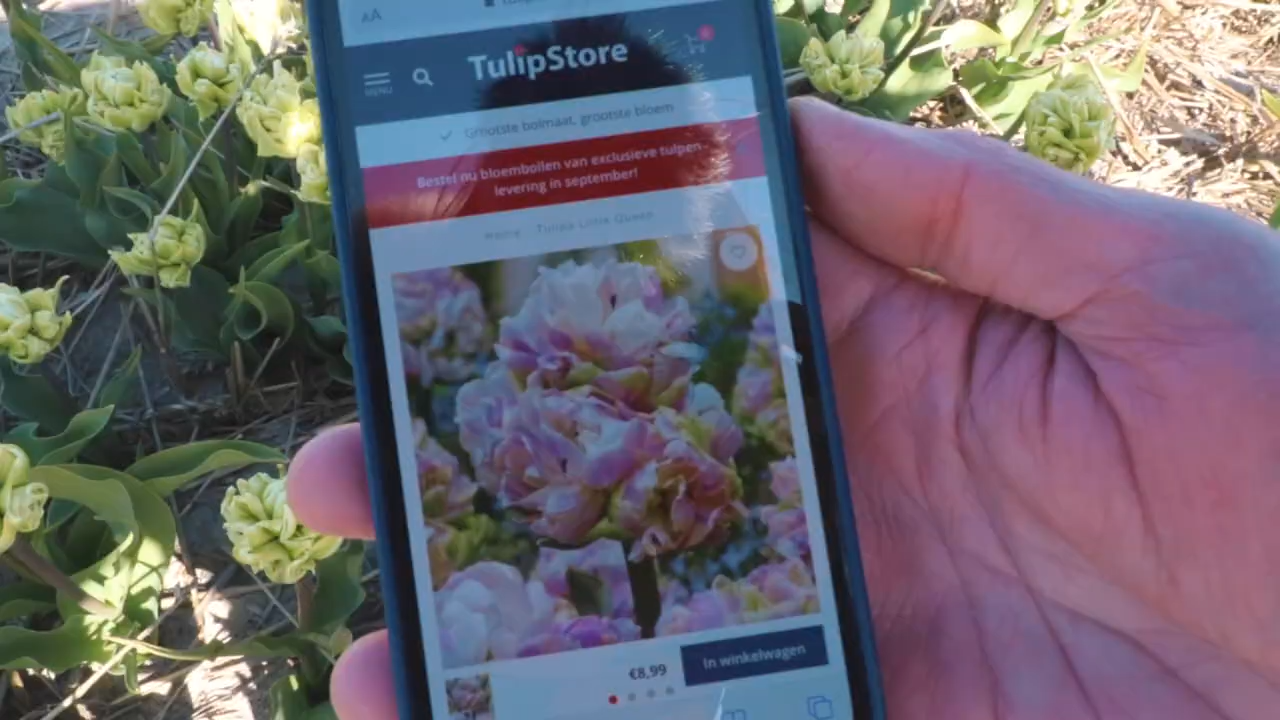 AA
TulipStore
MENU
✓ Grootste bolmaat, grootste bloem
Bestel nu bloembollen van exclusieve tulpen -
levering in september!
Home Tulipa Little Queen
€8,99
In winkelwagen